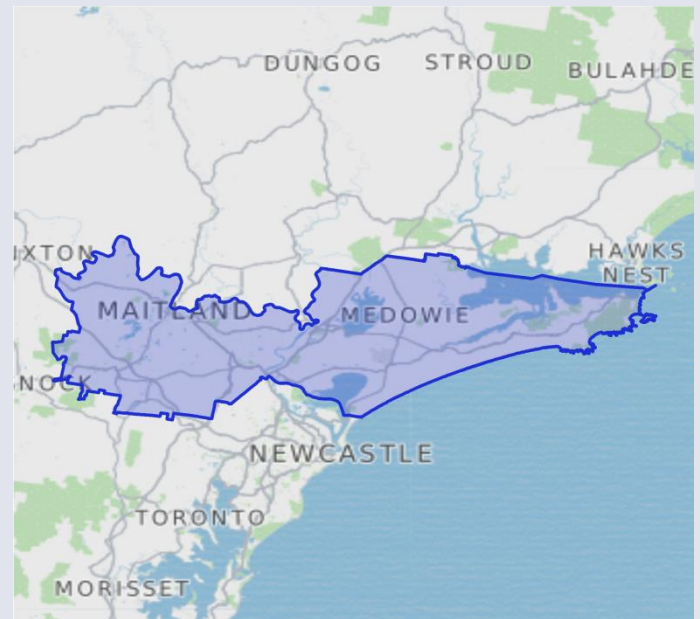 DUNGOG
STROUD
BULAHDE
IXTON
HAWKS
NEST
MAITLAND
MEDOWIE
NOCK
NEWCASTLE
TORONTO
MORISSET